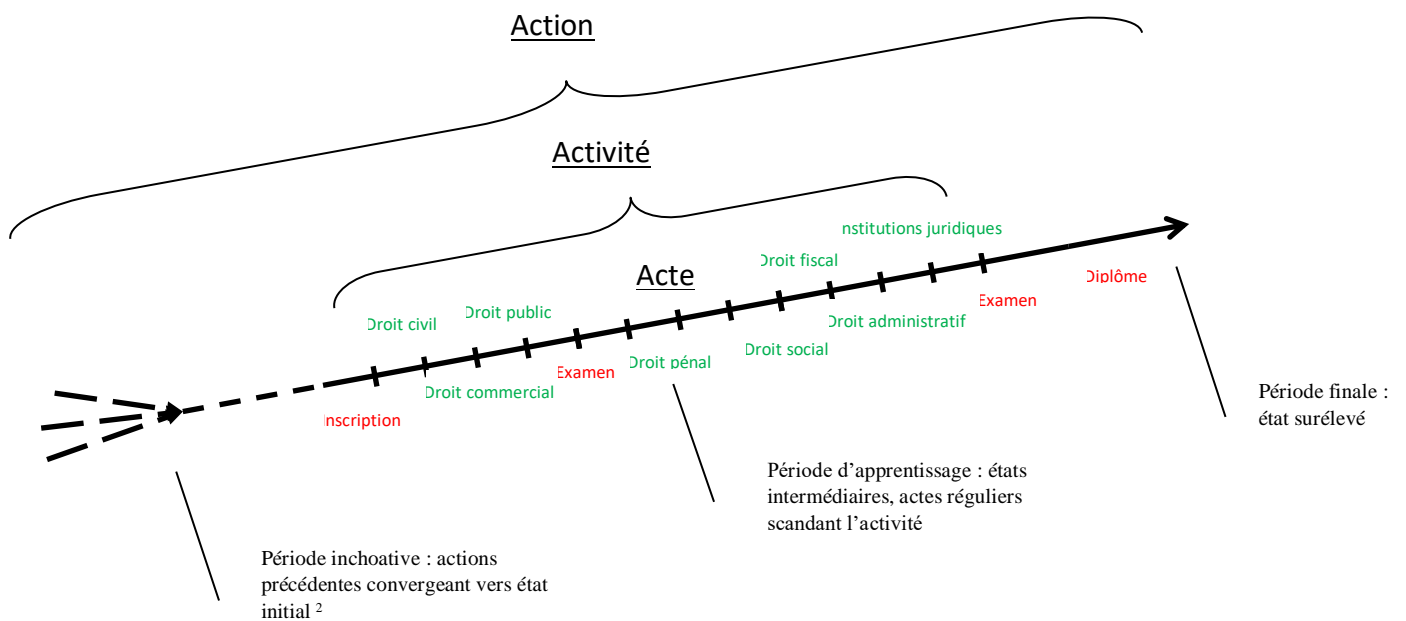 Action
Activité
Acte
nstitutions juridiques
Droit fiscal
Diplôme
Examen
Droit public
Droit civil
Droit administratif
Droit social
Droit pénal
Examen
Droit commercial
Inscription
Période finale :
état surélevé
Période d’apprentissage : états
intermédiaires, actes réguliers
scandant l’activité
Période inchoative : actions
précédentes convergeant vers état
initial ²